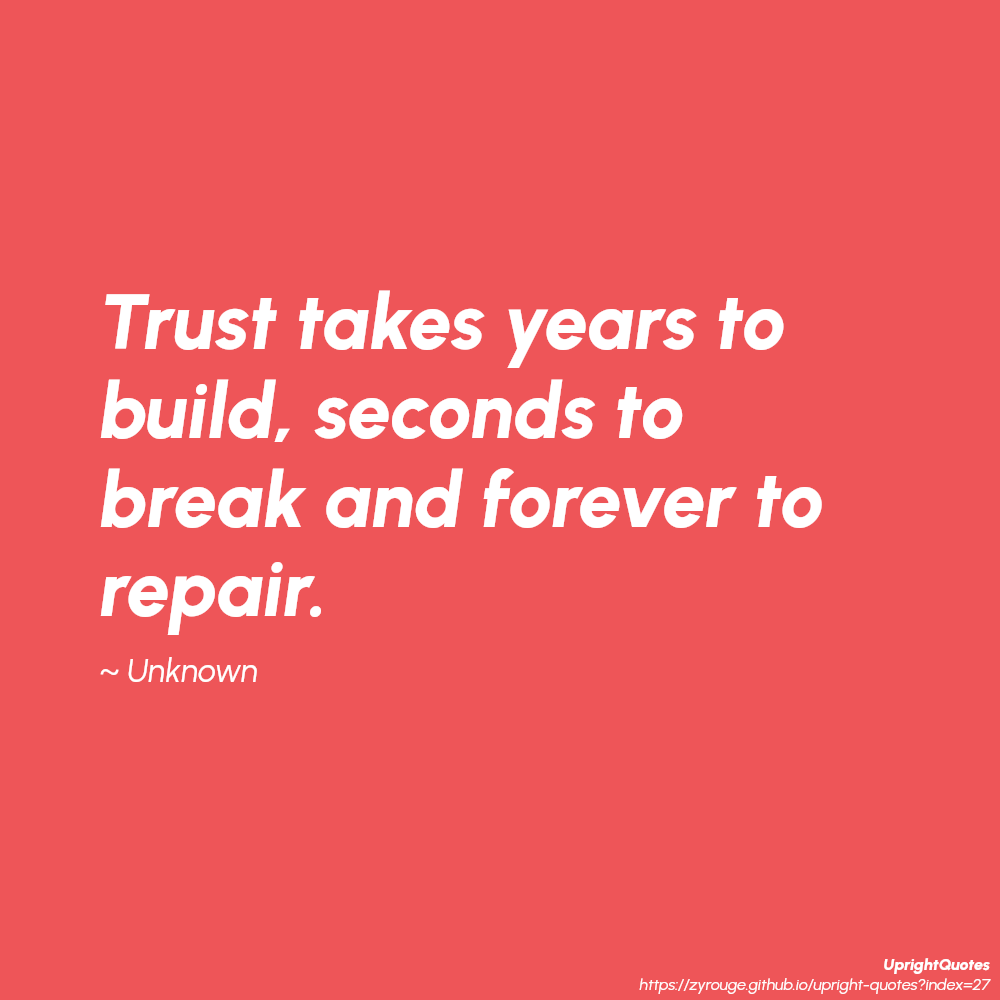 Trust takes years to
build, seconds to
break and forever to
repair.
~ Unknown
UprightQuotes
https://zyrouge.github.io/upright-quotes?index=27